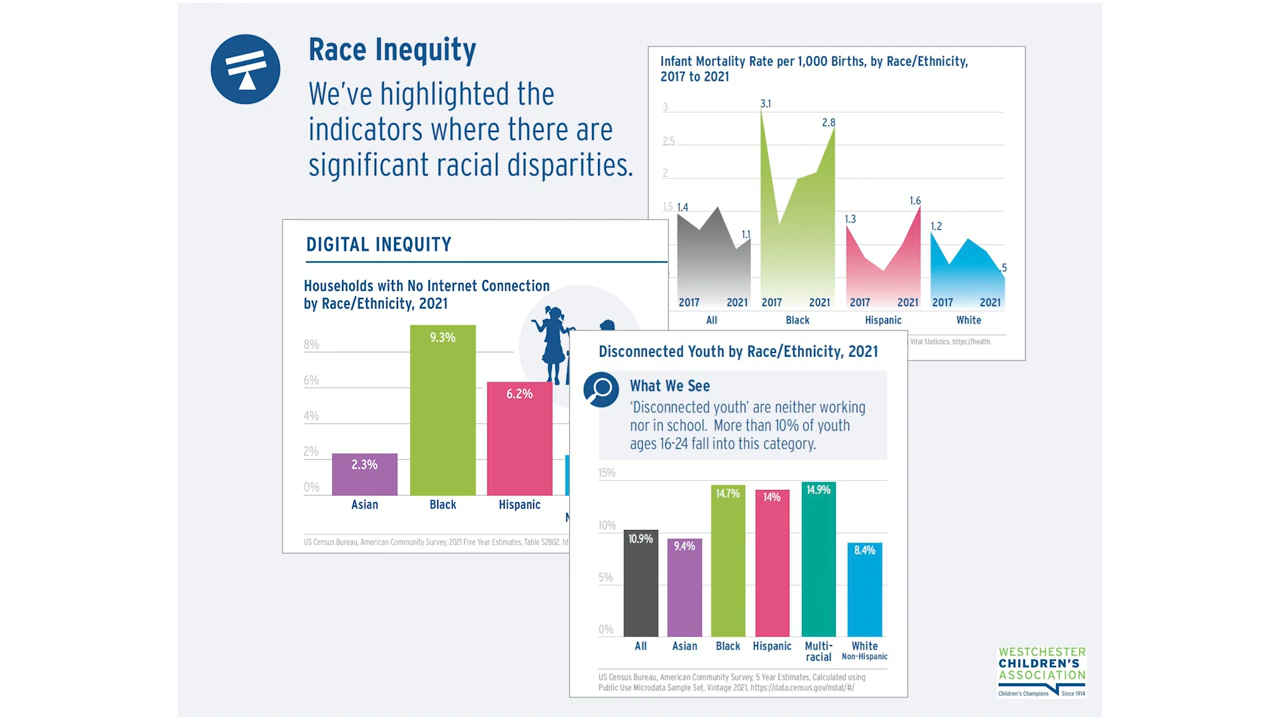 Race Inequity
We've highlighted the
indicators where there are
significant racial disparities.
Infant Mortality Rate per 1,000 Births, by Race/Ethnicity,
2017 to 2021
3
2.5
2
1.5
1.4
1.1
3.1
2.8
1.3
1.6
1.2
.5
2017 2021 2017 2021 2017 2021 2017 2021
All Black Hispanic White
Vital Statistics, https://health.
DIGITAL INEQUITY
Households with No Internet Connection
by Race/Ethnicity, 2021
8%
6%
4%
2%
0%
2.3%
9.3%
6.2%
Asian Black Hispanic
US Census Bureau, American Community Survey, 2021 Five Year Estimates, Table S2802.
Disconnected Youth by Race/Ethnicity, 2021
What We See
'Disconnected youth' are neither working
nor in school. More than 10% of youth
ages 16-24 fall into this category.
15%
10%
5%
0%
10.9%
9.4%
14.7%
14%
14.9%
8.4%
All Asian Black Hispanic Multi- White
racial Non-Hispanic
US Census Bureau, American Community Survey, 5 Year Estimates, Calculated using
Public Use Microdata Sample Set, Vintage 2021, https://data.census.gov/mdat/#/
WESTCHESTER
CHILDREN'S
ASSOCIATION
Children's Champions Since 1914